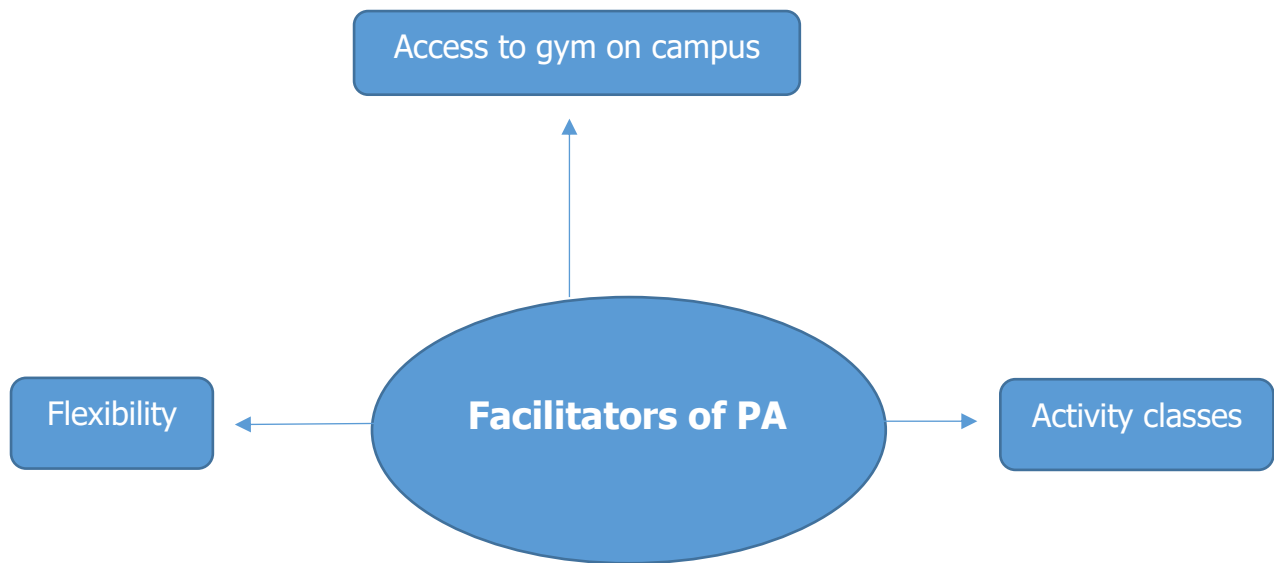 Access to gym on campus
Flexibility
Facilitators of PA
Activity classes